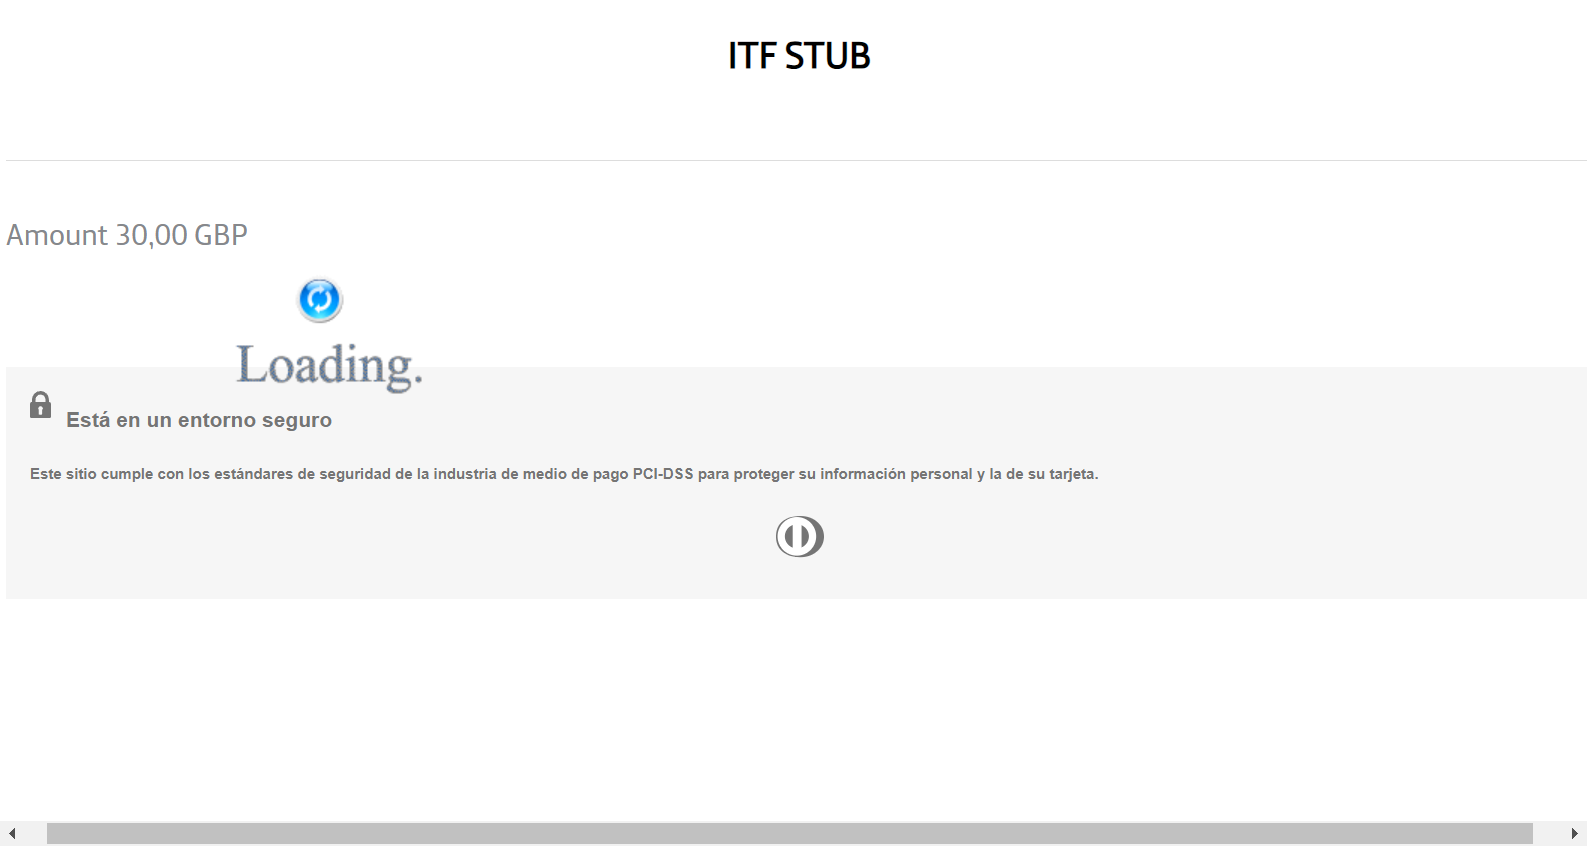 ITF STUB
Amount 30,00 GBP
Loading.
Está en un entorno seguro
Este sitio cumple con los estándares de seguridad de la industria de medio de pago PCI-DSS para proteger su información personal y la de su tarjeta.